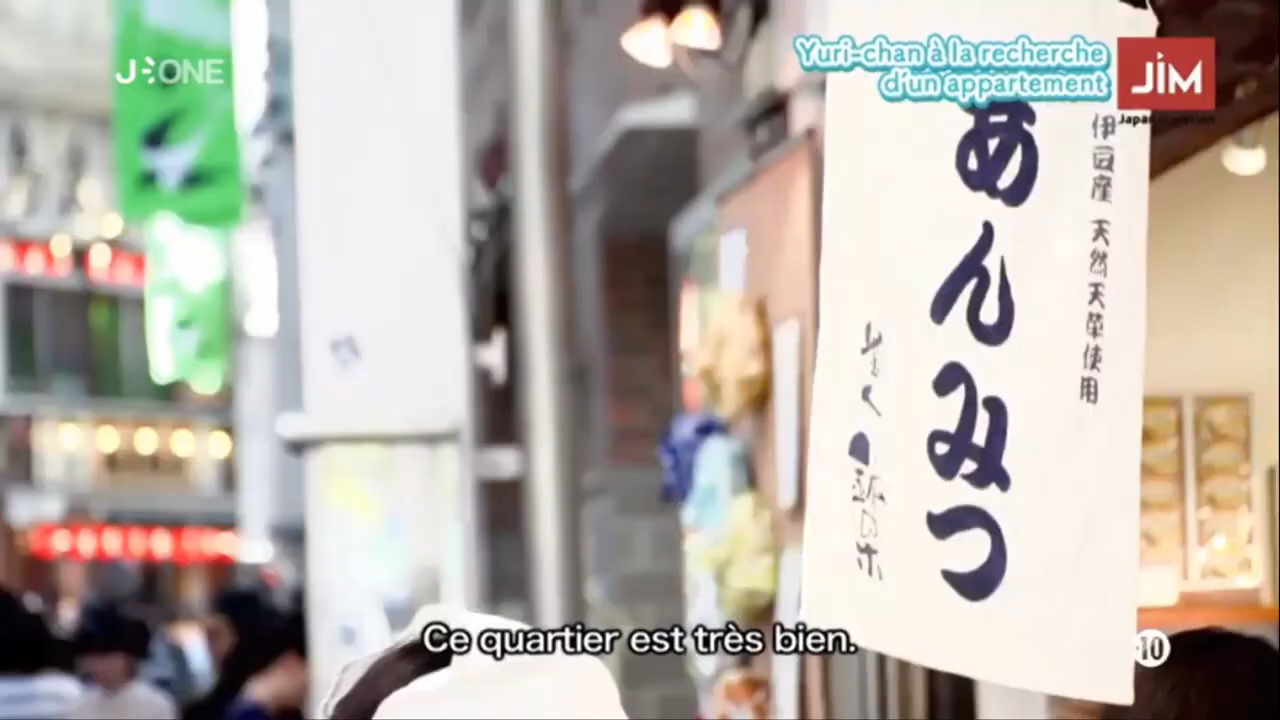 J:ONE
Yuri-chan à la recherche
d'un appartement
JIM
あんみつ
伊豆産 天然天草使用
Ce quartier est très bien.
-10